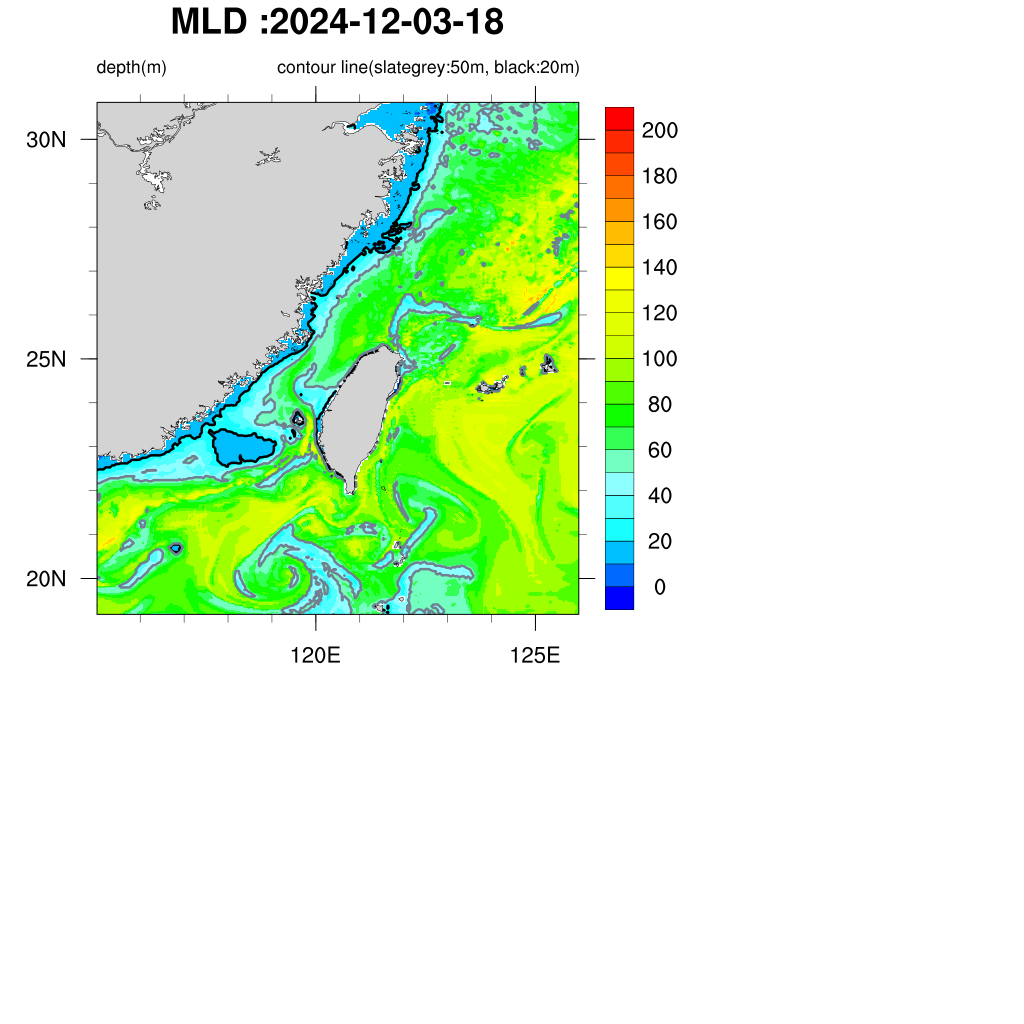 MLD :2024-12-03-18
depth(m)
contour line(slategrey:50m, black:20m)
30N
25N
20N
120E
125E
200
180
160
140
120
100
80
60
40
20
0